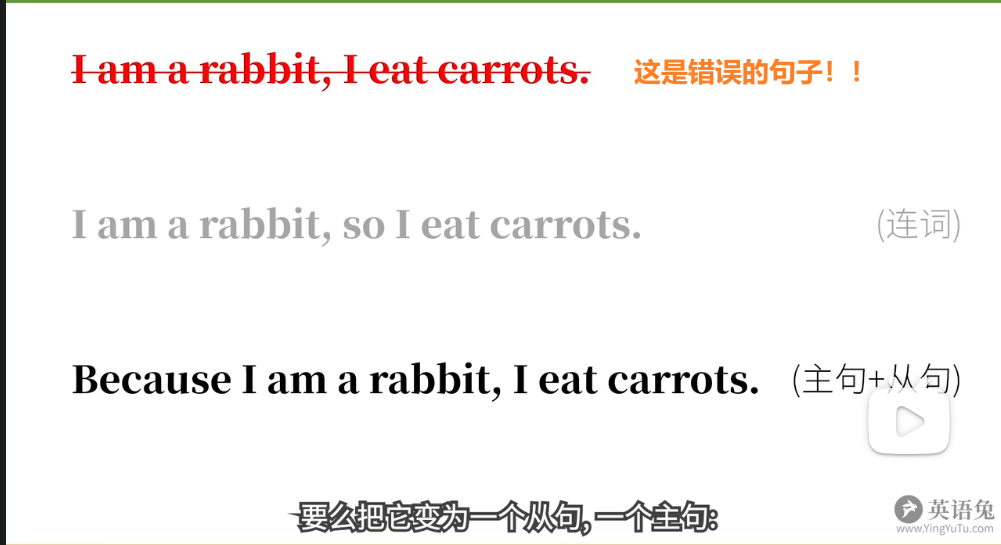 I am a rabbit, I eat carrots. 这是错误的句子！！
I am a rabbit, so I eat carrots. (连词)
Because I am a rabbit, I eat carrots. (主句+从句)
要么把它变为一个从句, 一个主句:
英语兔
www.YingYuTu.com